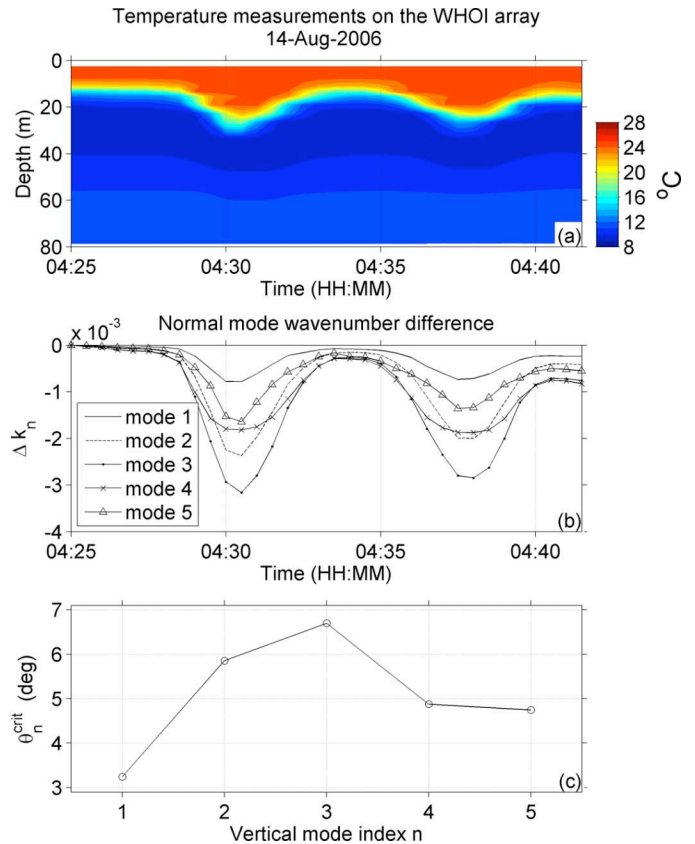 Temperature measurements on the WHOI array
14-Aug-2006
0
20
40
60
80
Depth (m)
04:25 04:30 04:35 04:40
Time (HH:MM)
(a)
28
24
20
16
12
8
oC
x 10-3
Normal mode wavenumber difference
0
-1
-2
-3
-4
Δ kn
mode 1
mode 2
mode 3
mode 4
mode 5
(b)
04:25 04:30 04:35 04:40
Time (HH:MM)
7
6
5
4
3
θncrit (deg)
(c)
1 2 3 4 5
Vertical mode index n